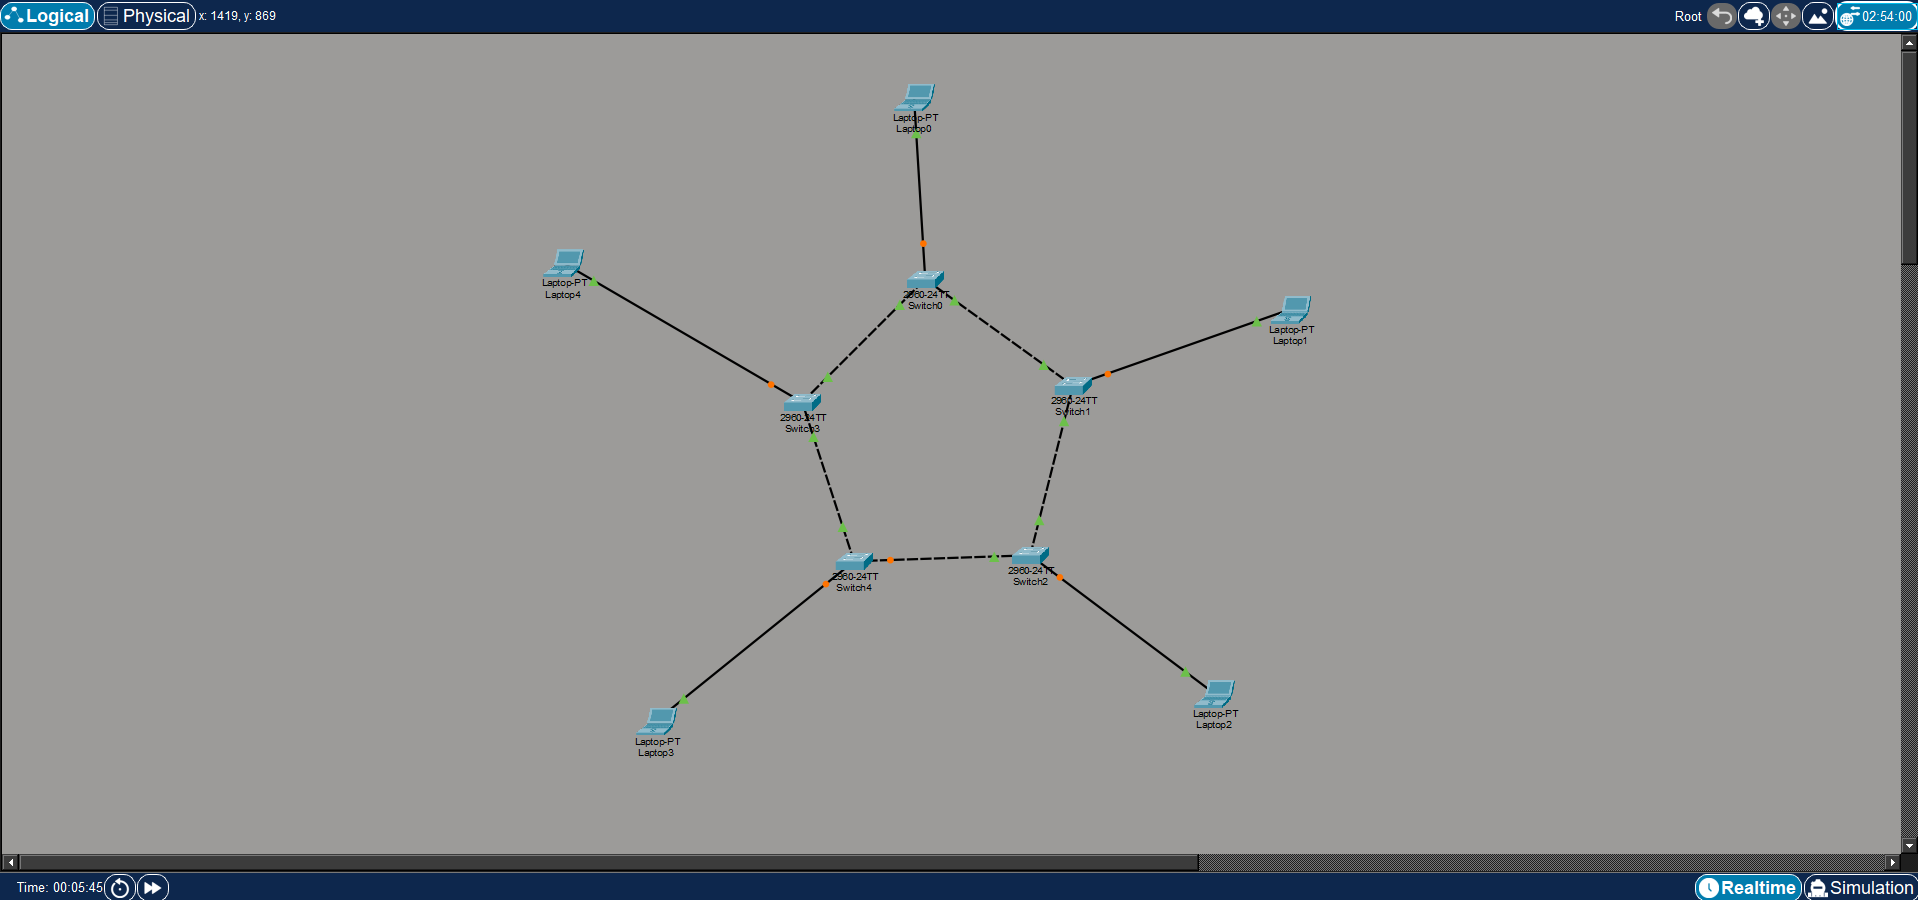 Logical Physical x: 1419, y: 869 Root 02:54:00
Laptop-PT
Laptop0
Laptop-PT
Laptop4
2960-24TT
Switch0
Laptop-PT
Laptop1
2960-24TT
Switch1
2960-24TT
Switch3
2960-24TT
Switch4
2960-24TT
Switch2
Laptop-PT
Laptop2
Laptop-PT
Laptop3
Time: 00:05:45 Realtime Simulation